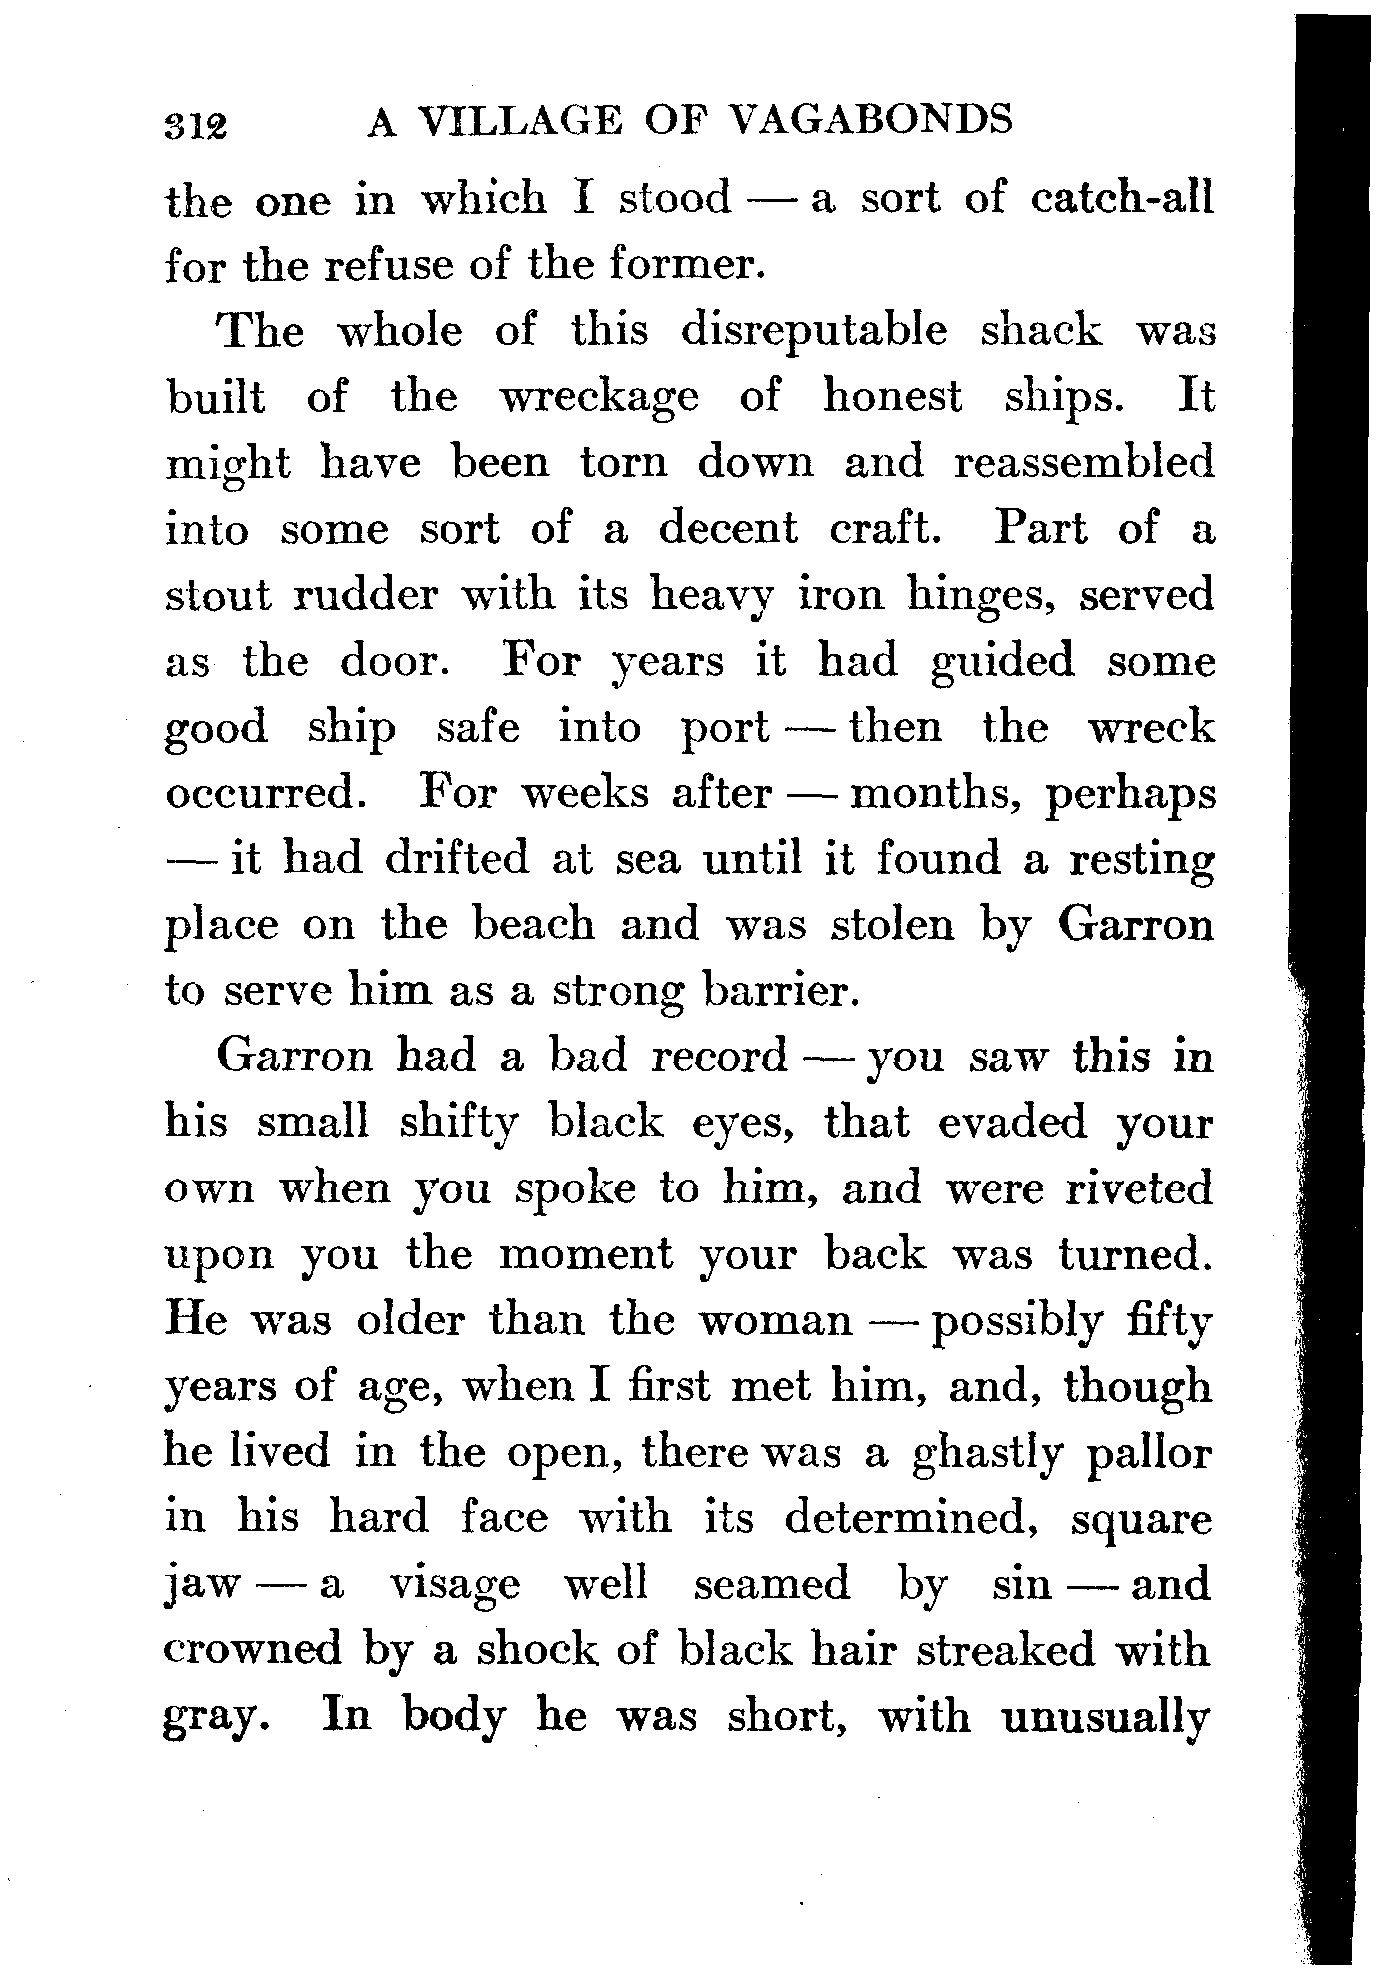 312 A VILLAGE OF VAGABONDS
the one in which I stood — a sort of catch-all
for the refuse of the former.
The whole of this disreputable shack was
built of the wreckage of honest ships. It
might have been torn down and reassembled
into some sort of a decent craft. Part of a
stout rudder with its heavy iron hinges, served
as the door. For years it had guided some
good ship safe into port — then the wreck
occurred. For weeks after — months, perhaps
— it had drifted at sea until it found a resting
place on the beach and was stolen by Garron
to serve him as a strong barrier.
Garron had a bad record — you saw this in
his small shifty black eyes, that evaded your
own when you spoke to him, and were riveted
upon you the moment your back was turned.
He was older than the woman — possibly fifty
years of age, when I first met him, and, though
he lived in the open, there was a ghastly pallor
in his hard face with its determined, square
jaw — a visage well seamed by sin — and
crowned by a shock of black hair streaked with
gray. In body he was short, with unusually